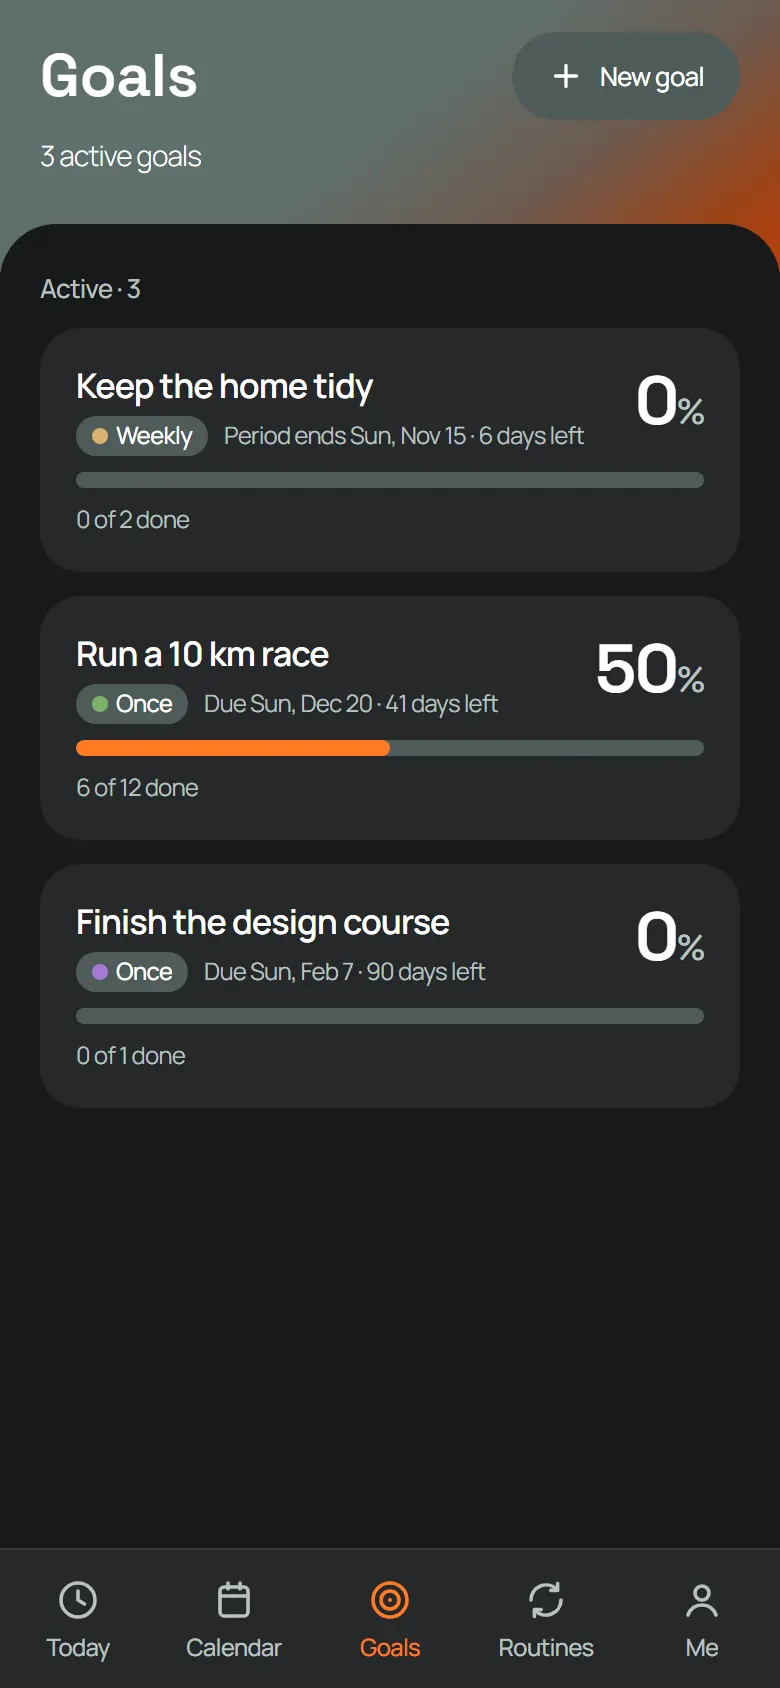 Goals
New goal
3 active goals
Active · 3
Keep the home tidy
0%
Weekly
Period ends Sun, Nov 15 · 6 days left
0 of 2 done
Run a 10 km race
50%
Once
Due Sun, Dec 20 · 41 days left
6 of 12 done
Finish the design course
0%
Once
Due Sun, Feb 7 · 90 days left
0 of 1 done
Today
Calendar
Goals
Routines
Me